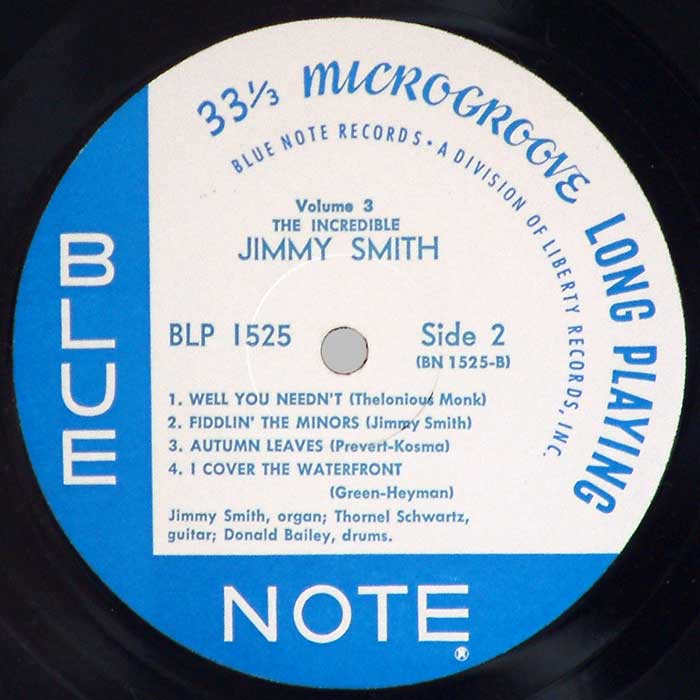 33⅓ MICROGROOVE LONG PLAYING
BLUE NOTE RECORDS • A DIVISION OF LIBERTY RECORDS, INC.
Volume 3
THE INCREDIBLE
JIMMY SMITH
BLP 1525
Side 2
(BN 1525-B)
1. WELL YOU NEEDN'T (Thelonious Monk)
2. FIDDLIN' THE MINORS (Jimmy Smith)
3. AUTUMN LEAVES (Prevert-Kosma)
4. I COVER THE WATERFRONT
(Green-Heyman)
Jimmy Smith, organ; Thornel Schwartz,
guitar; Donald Bailey, drums.
BLUE
NOTE
®